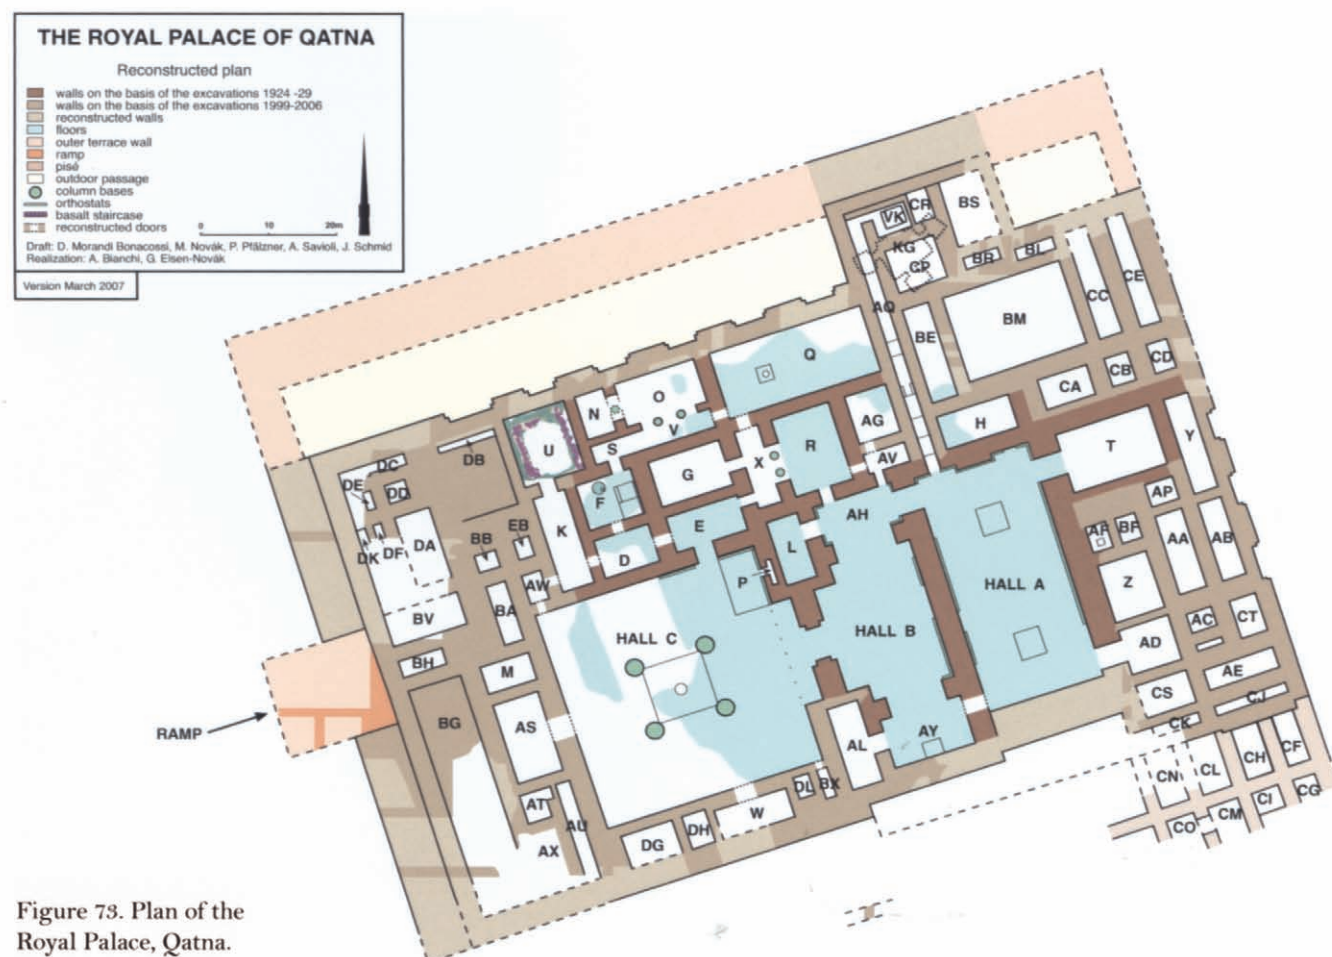 THE ROYAL PALACE OF QATNA
Reconstructed plan
walls on the basis of the excavations 1924 -29
walls on the basis of the excavations 1999-2006
reconstructed walls
floors
outer terrace wall
ramp
pisé
outdoor passage
column bases
orthostats
basalt staircase
reconstructed doors
0 10 20m
Draft: D. Morandi Bonacossi, M. Novák, P. Pfälzner, A. Savioli, J. Schmid
Realization: A. Bianchi, G. Elsen-Novák
Version March 2007
VK
CR
BS
KG
CP
BR
BL
CC
CE
AQ
BE
BM
Q
CA
CB
CD
N
O
V
AG
H
T
Y
DB
U
S
G
X
R
AV
DC
DE
DD
F
E
AH
AP
DK
DF
DA
BB
EB
K
D
L
AF
BF
AA
AB
AW
P
HALL A
Z
BV
BA
HALL C
HALL B
AC
CT
BH
M
AD
AE
RAMP
BG
AS
CS
CJ
CK
AL
AY
CN
CL
CH
CF
AT
AU
DL
BX
W
CG
CI
CM
CO
AX
DG
DH
Figure 73. Plan of the
Royal Palace, Qatna.